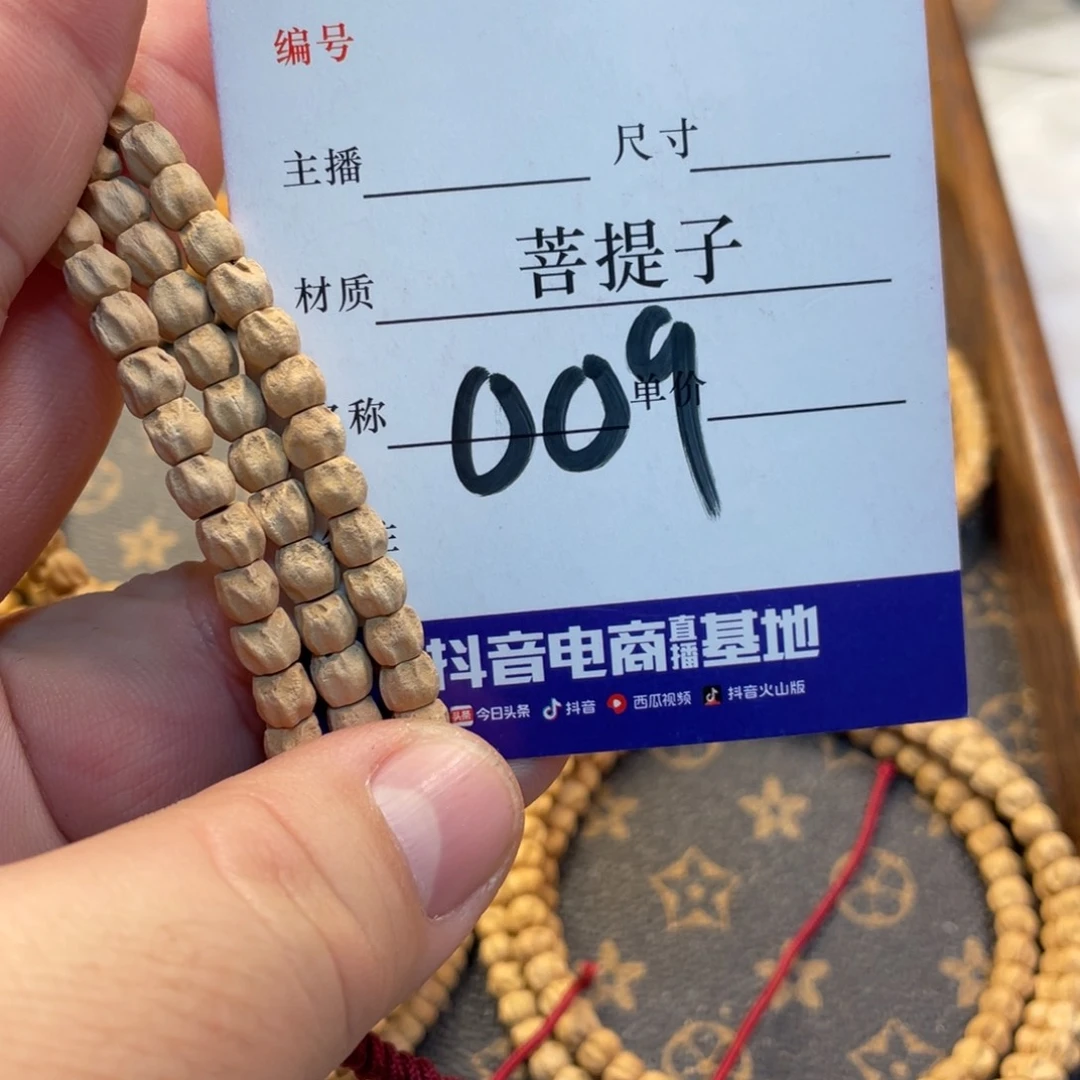 编号
主播 尺寸
材质 菩提子
称 009 单价
抖音电商直播基地
头条 今日头条 抖音 西瓜视频 抖音火山版